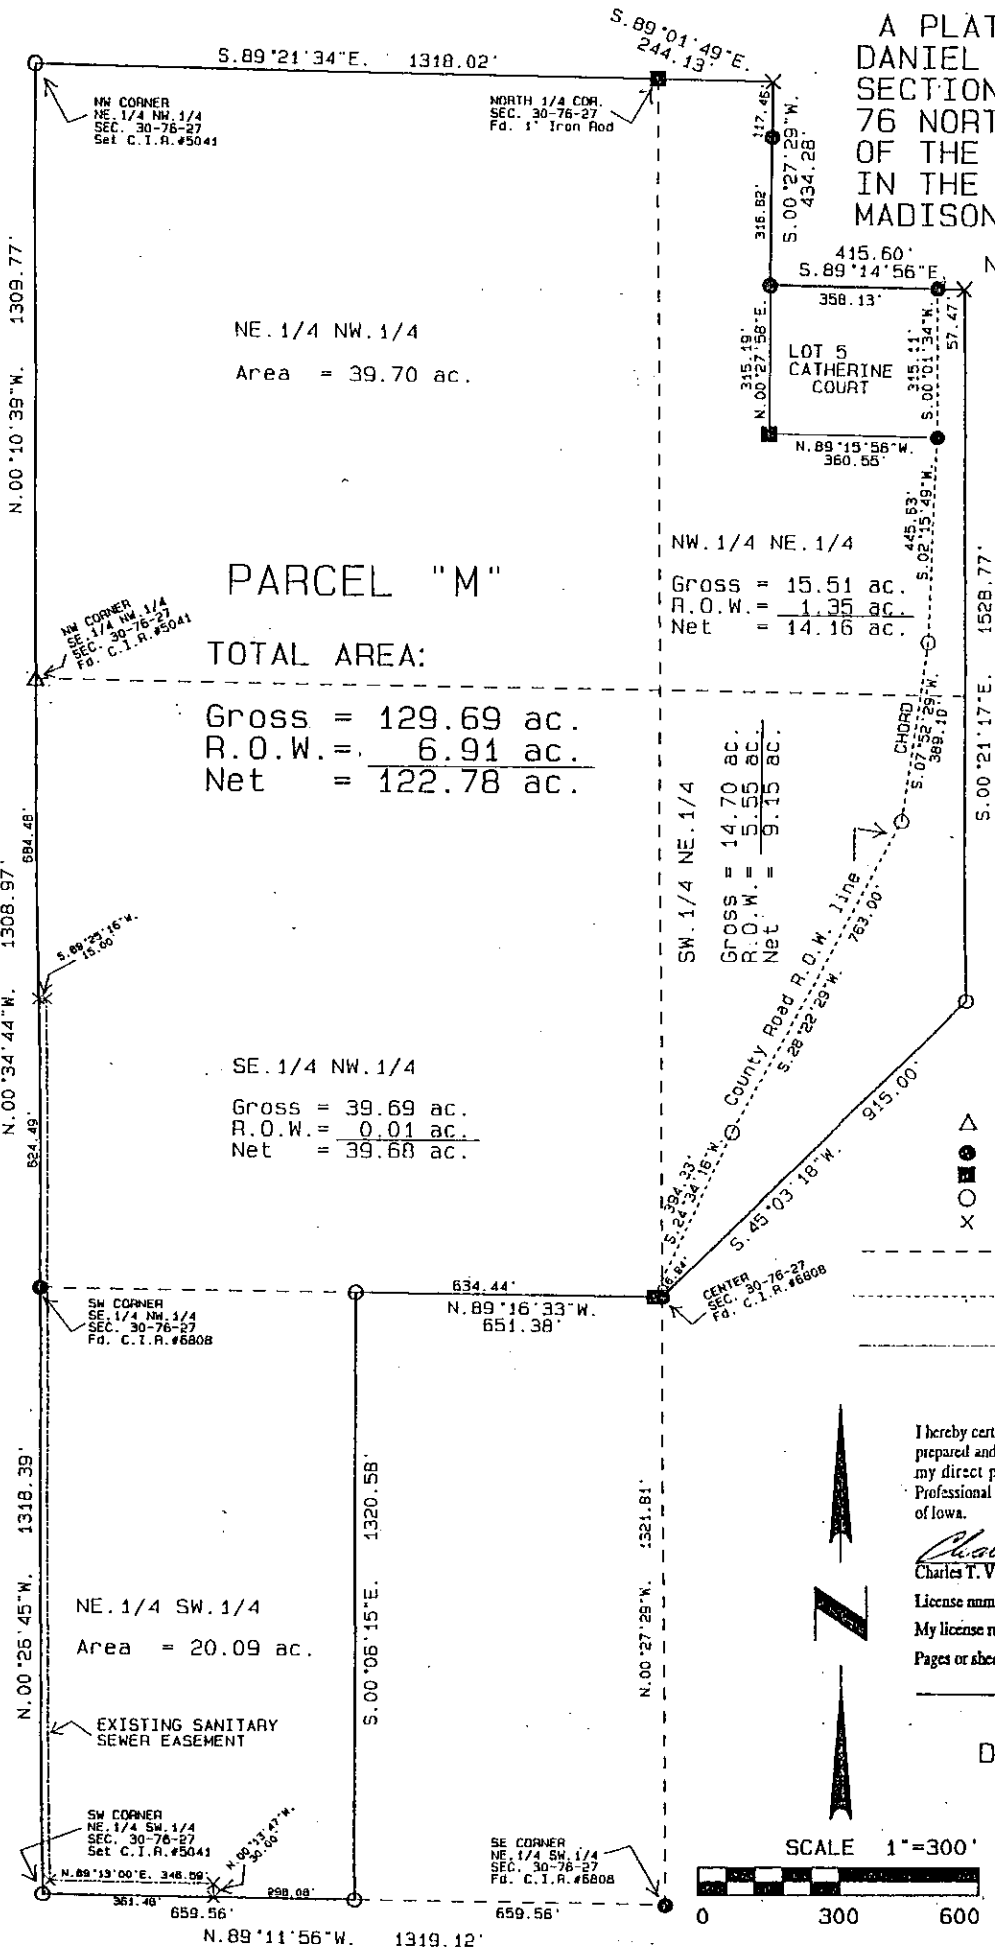 A PLAT
DANIEL
SECTION
76 NORT
OF THE
IN THE
MADISON
N
S.89°21'34"E. 1318.02'
S.89°01'49"E.
244.13'
NW CORNER
NE.1/4 NW.1/4
SEC. 30-76-27
Set C.I.R.#5041
NORTH 1/4 COR.
SEC. 30-76-27
Fd. 1" Iron Rod
117.46'
316.82'
S.00°27'29"W.
434.28'
415.60'
S.89°14'56"E.
358.13'
57.47'
N.00°10'39"W. 1309.77'
NE.1/4 NW.1/4
Area = 39.70 ac.
315.19'
N.00°27'58"E.
LOT 5
CATHERINE
COURT
315.11'
S.00°01'34"W.
N.89°15'56"W.
360.55'
445.63'
S.02°15'49"W.
NW.1/4 NE.1/4
Gross = 15.51 ac.
R.O.W.= 1.35 ac.
Net = 14.16 ac.
S.00°21'17"E. 1528.77'
PARCEL "M"
NW CORNER
SE.1/4 NW.1/4
SEC. 30-76-27
Fd. C.I.R.#5041
TOTAL AREA:
Gross = 129.69 ac.
R.O.W.= 6.91 ac.
Net = 122.78 ac.
CHORD
S.07°52'29"W.
389.10'
SW.1/4 NE.1/4
Gross = 14.70 ac.
R.O.W.= 5.55 ac.
Net = 9.15 ac.
N.00°34'44"W. 1308.97'
684.48'
S.89°25'16"W.
15.00'
624.49'
County Road R.O.W. line
S.28°22'29"W. 763.00'
SE.1/4 NW.1/4
Gross = 39.69 ac.
R.O.W.= 0.01 ac.
Net = 39.68 ac.
394.33'
S.24°34'16"W.
S.45°03'18"W. 915.00'
SW CORNER
SE.1/4 NW.1/4
SEC. 30-76-27
Fd. C.I.R.#6808
634.44'
N.89°16'33"W.
651.38'
CENTER
SEC. 30-76-27
Fd. C.I.R.#6808
N.00°26'45"W. 1318.39'
S.00°06'15"E. 1320.58'
N.00°27'29"W. 1321.81'
I hereby cert
prepared and
my direct p
Professional
of Iowa.
Charles T. V
License num
My license r
Pages or shee
NE.1/4 SW.1/4
Area = 20.09 ac.
EXISTING SANITARY
SEWER EASEMENT
D
SW CORNER
NE.1/4 SW.1/4
SEC. 30-76-27
Set C.I.R.#5041
N.89°13'00"E. 346.59'
N.00°13'47"W.
30.00'
361.48'
298.08'
659.56'
SE CORNER
NE.1/4 SW.1/4
SEC. 30-76-27
Fd. C.I.R.#6808
659.56'
N.89°11'56"W. 1319.12'
SCALE 1"=300'
0 300 600